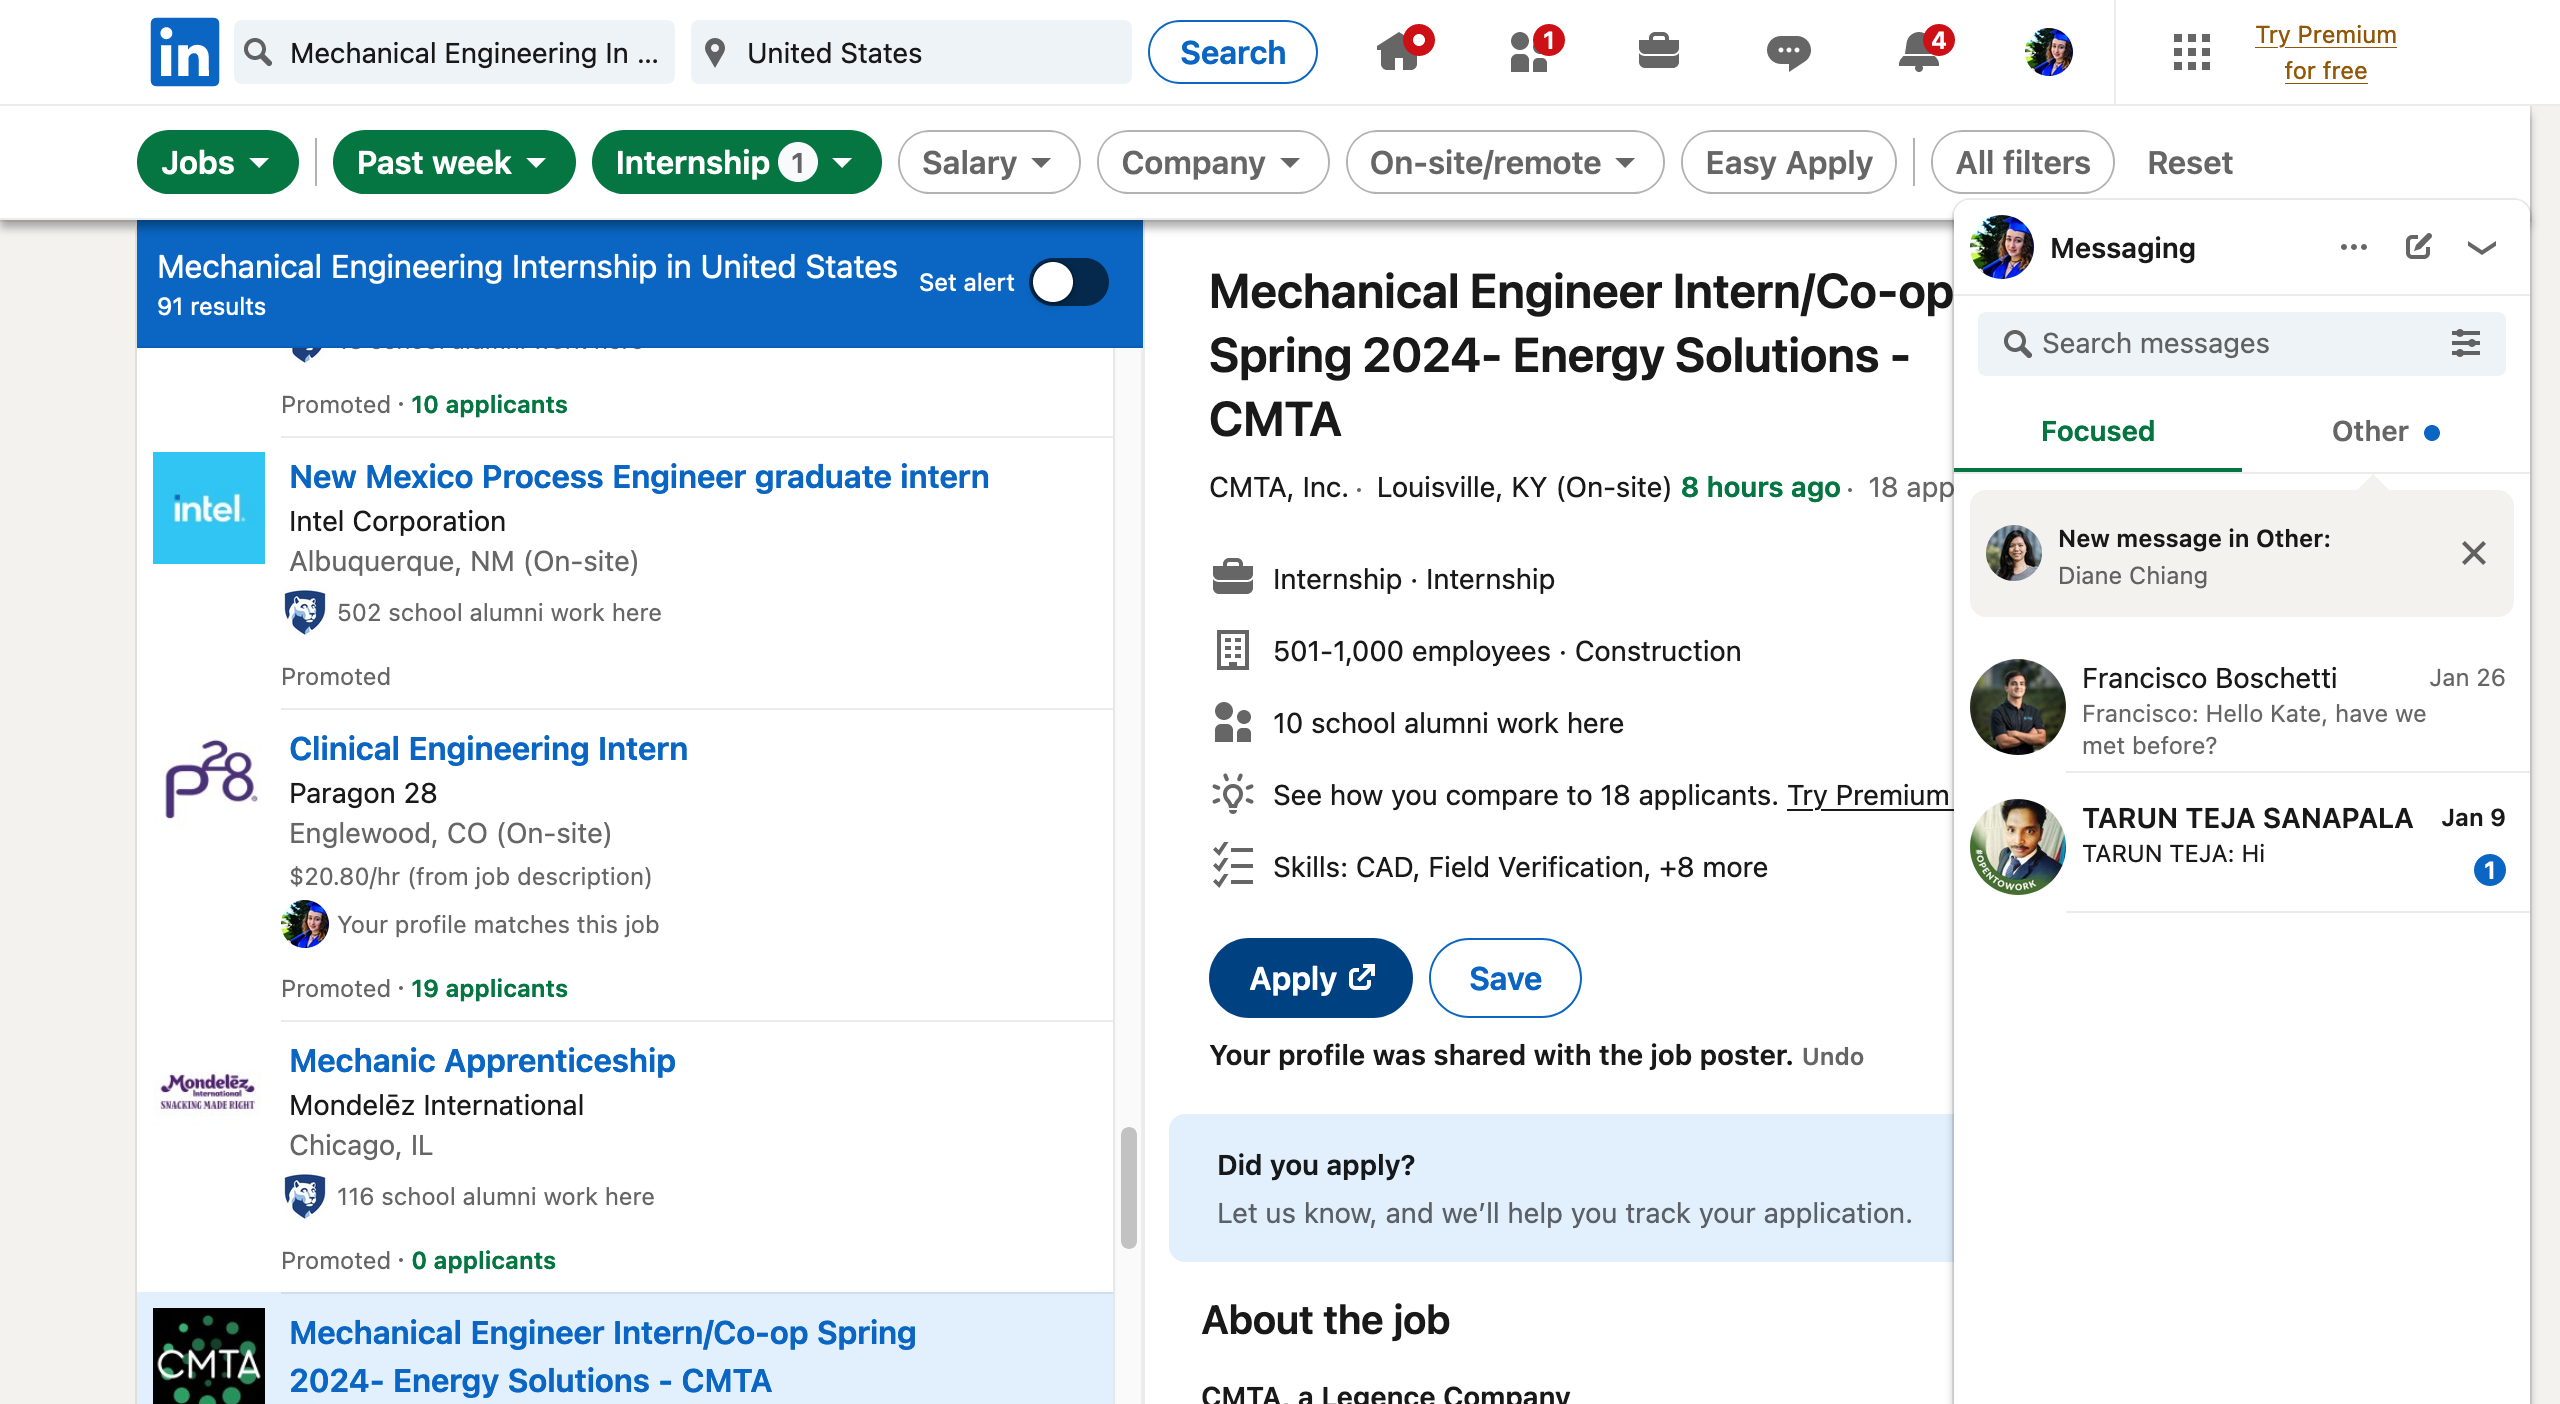 in
Mechanical Engineering In ...
United States
Search
1
4
Try Premium
for free
Jobs
Past week
Internship 1
Salary
Company
On-site/remote
Easy Apply
All filters
Reset
Mechanical Engineering Internship in United States
91 results
Set alert
school alumni work here
Promoted · 10 applicants
intel.
New Mexico Process Engineer graduate intern
Intel Corporation
Albuquerque, NM (On-site)
502 school alumni work here
Promoted
p28
Clinical Engineering Intern
Paragon 28
Englewood, CO (On-site)
$20.80/hr (from job description)
Your profile matches this job
Promoted · 19 applicants
Mondelēz
International
SNACKING MADE RIGHT
Mechanic Apprenticeship
Mondelēz International
Chicago, IL
116 school alumni work here
Promoted · 0 applicants
CMTA
Mechanical Engineer Intern/Co-op Spring
2024- Energy Solutions - CMTA
Mechanical Engineer Intern/Co-op
Spring 2024- Energy Solutions -
CMTA
CMTA, Inc. · Louisville, KY (On-site) 8 hours ago · 18 app
Internship · Internship
501-1,000 employees · Construction
10 school alumni work here
See how you compare to 18 applicants. Try Premium
Skills: CAD, Field Verification, +8 more
Apply
Save
Your profile was shared with the job poster. Undo
Did you apply?
Let us know, and we’ll help you track your application.
About the job
CMTA, a Legence Company
Messaging
Search messages
Focused
Other
New message in Other:
Diane Chiang
Francisco Boschetti
Jan 26
Francisco: Hello Kate, have we
met before?
#OPENTOWORK
TARUN TEJA SANAPALA
Jan 9
TARUN TEJA: Hi
1